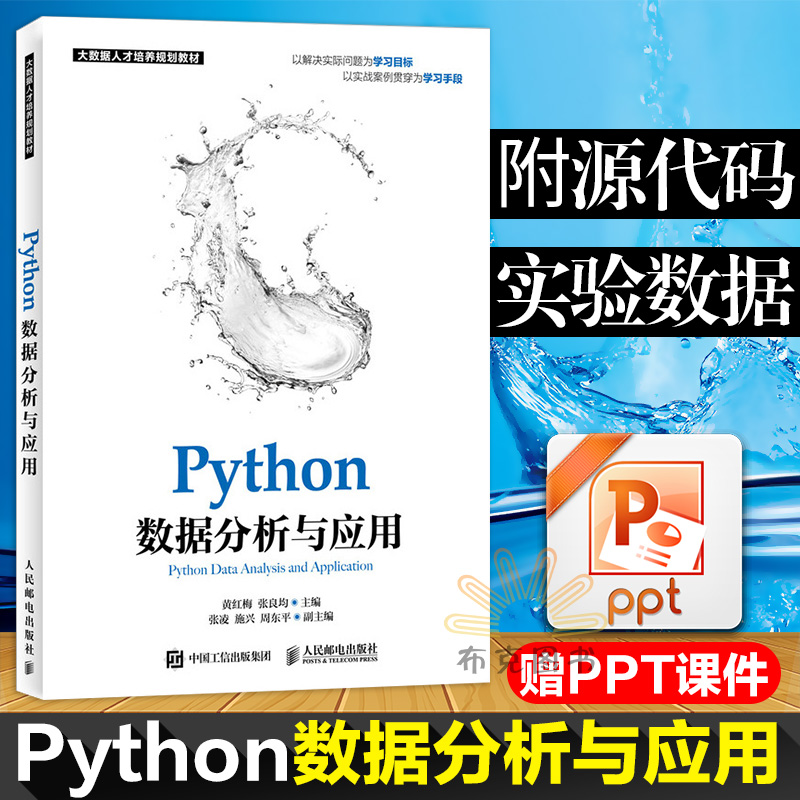 大数据人才培养规划教材
以解决实际问题为学习目标
以实战案例贯穿为学习手段
Python
数据分析与应用
Python Data Analysis and Application
黄红梅 张良均 主编
张凌 施兴 周东平 副主编
中国工信出版集团
人民邮电出版社
POSTS & TELECOM PRESS
大数据人才培养规划教材
Python
数据分析与应用
人民邮电出版社
附源代码
实验数据
P
ppt
布克图书
赠PPT课件
Python数据分析与应用